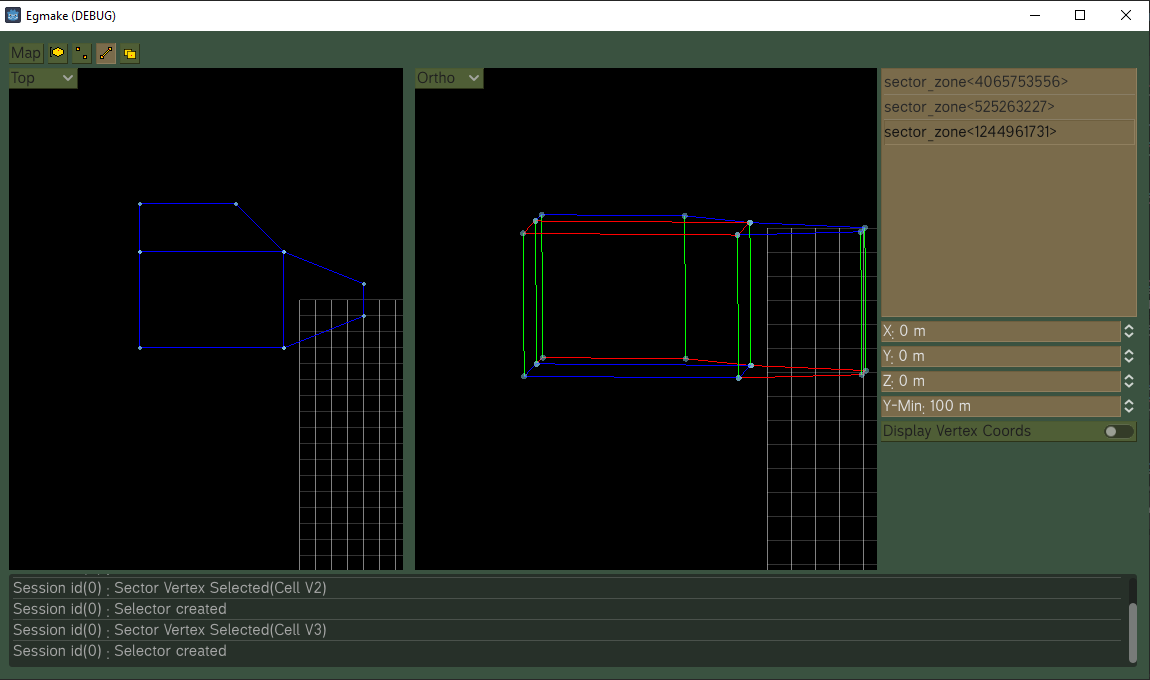 Egmake (DEBUG)
Map
Top
Ortho
sector_zone<4065753556>
sector_zone<525263227>
sector_zone<1244961731>
X: 0 m
Y: 0 m
Z: 0 m
Y-Min: 100 m
Display Vertex Coords
Session id(0) : Sector Vertex Selected(Cell V2)
Session id(0) : Selector created
Session id(0) : Sector Vertex Selected(Cell V3)
Session id(0) : Selector created